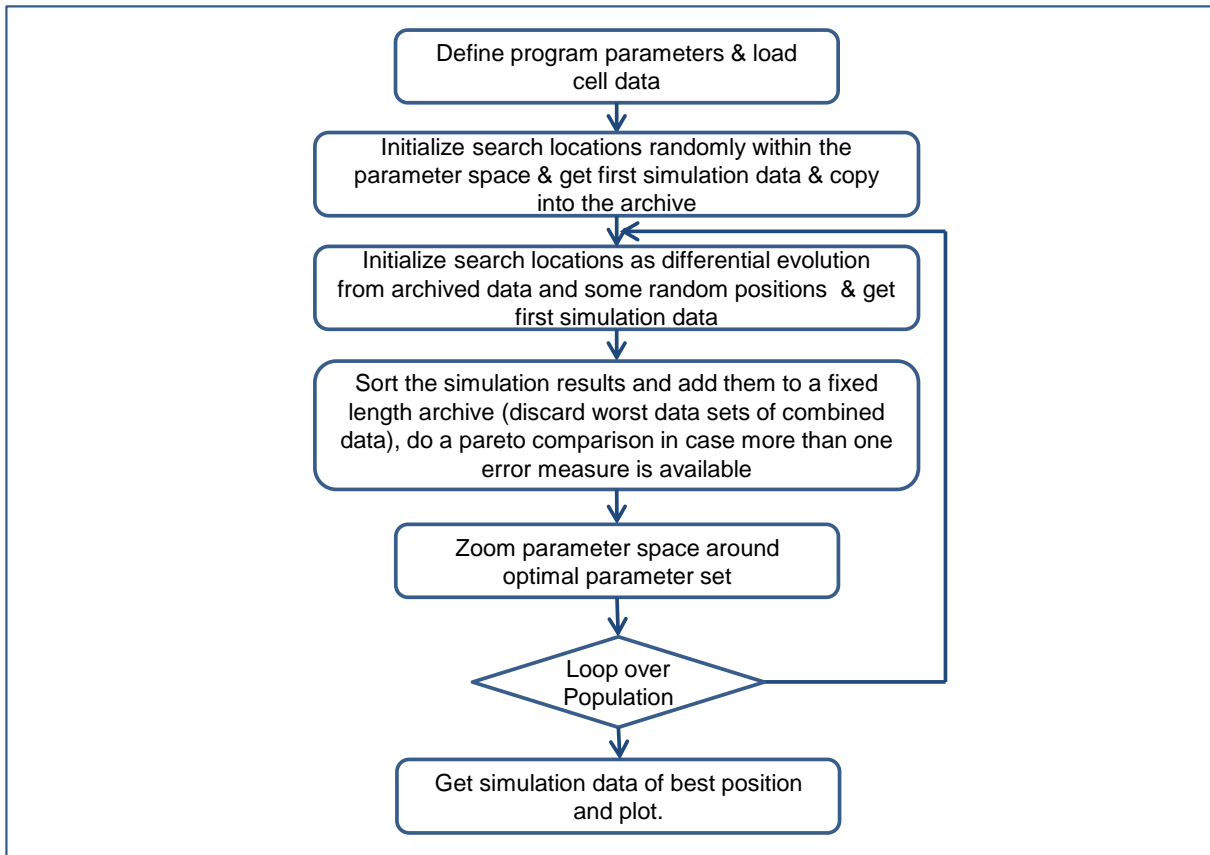 Define program parameters & load
cell data
Initialize search locations randomly within the
parameter space & get first simulation data & copy
into the archive
Initialize search locations as differential evolution
from archived data and some random positions & get
first simulation data
Sort the simulation results and add them to a fixed
length archive (discard worst data sets of combined
data), do a pareto comparison in case more than one
error measure is available
Zoom parameter space around
optimal parameter set
Loop over
Population
Get simulation data of best position
and plot.